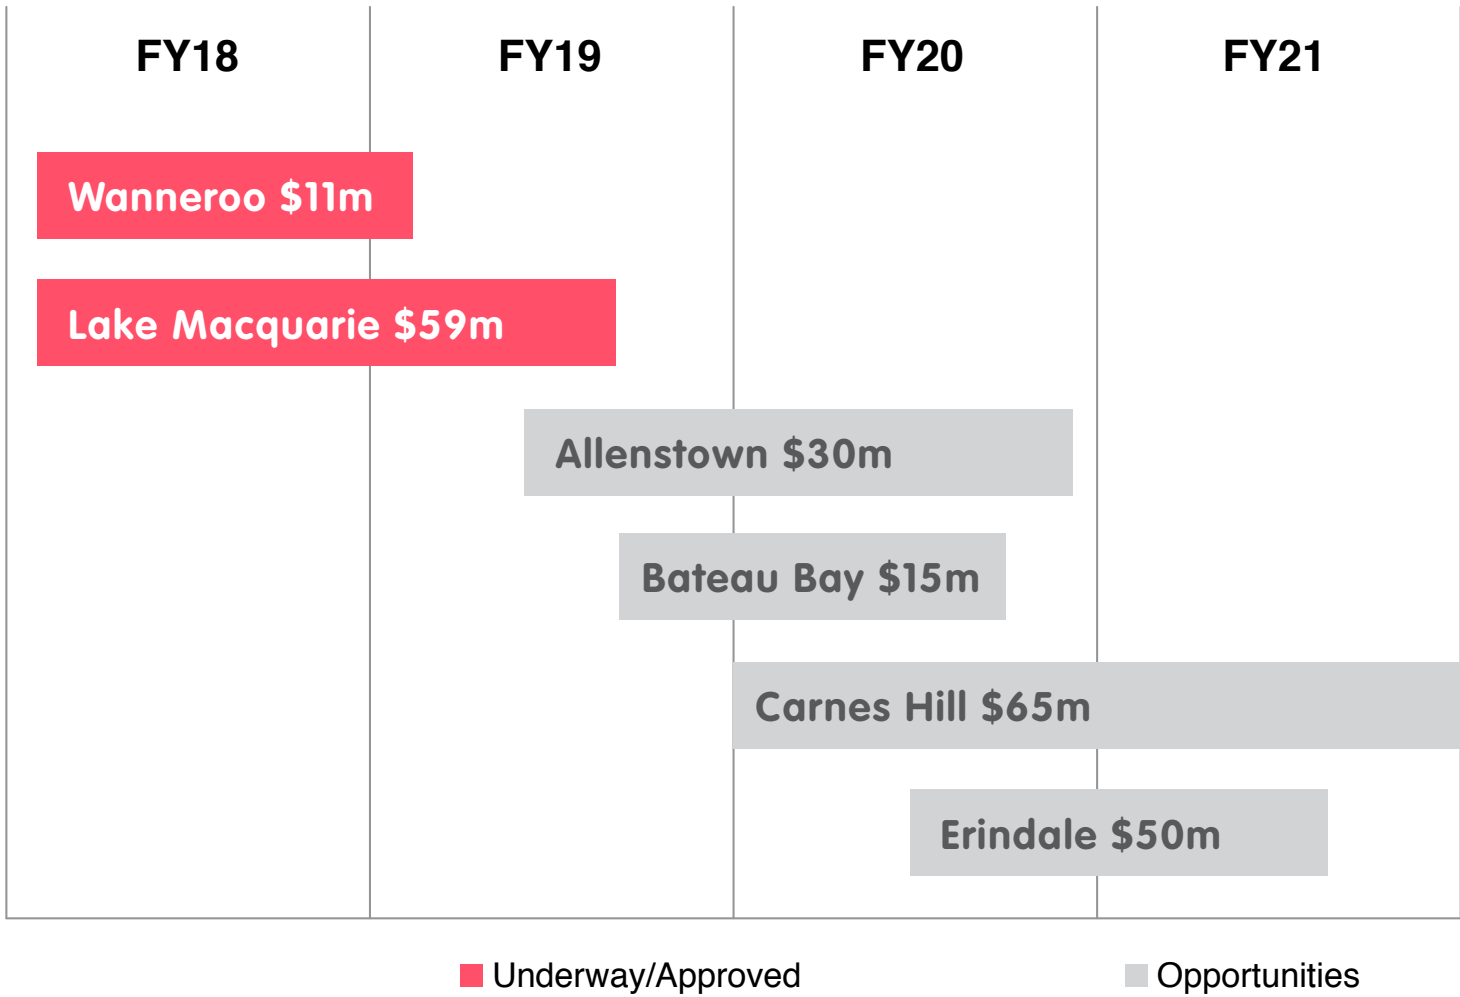 FY18 FY19 FY20 FY21
Wanneroo $11m
Lake Macquarie $59m
Allenstown $30m
Bateau Bay $15m
Carnes Hill $65m
Erindale $50m
Underway/Approved Opportunities